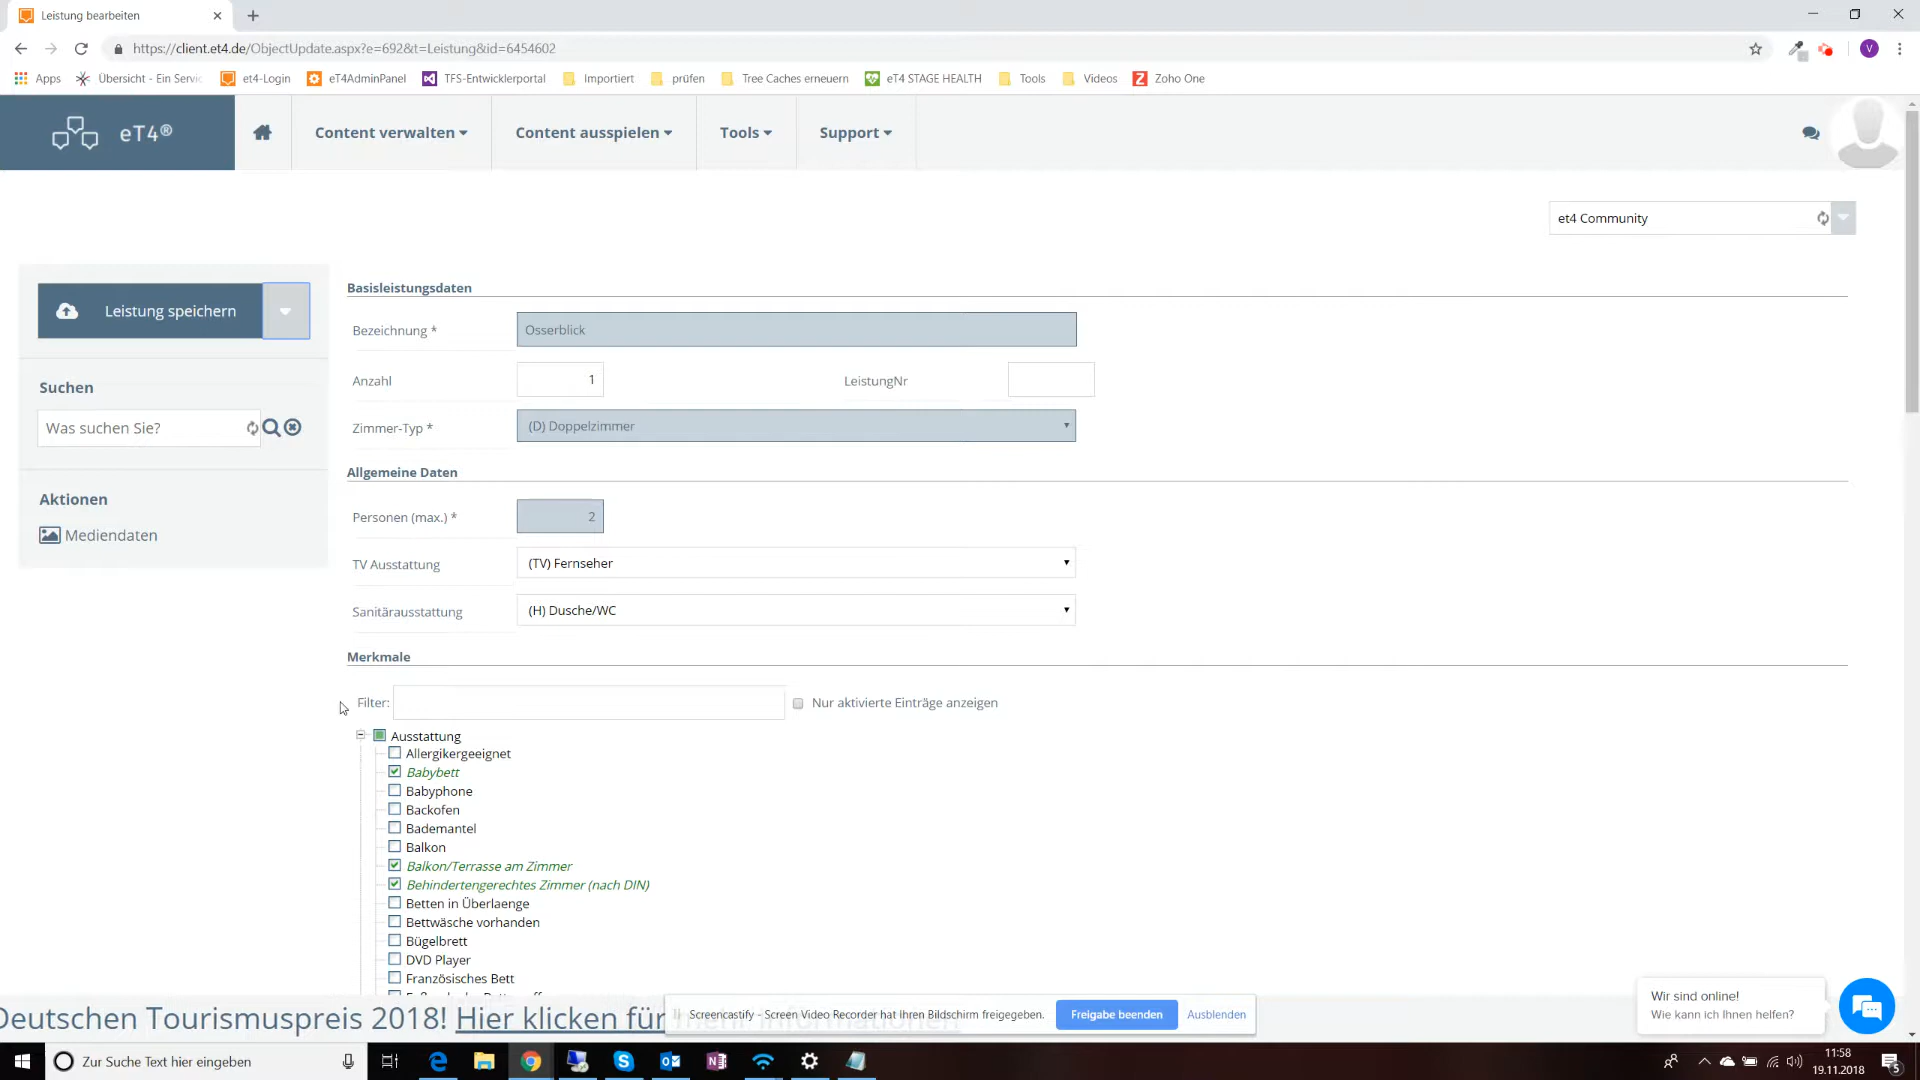 Leistung bearbeiten
https://client.et4.de/ObjectUpdate.aspx?e=692&t=Leistung&id=6454602
V
Apps Übersicht - Ein Servic et4-Login eT4AdminPanel TFS-Entwicklerportal Importiert prüfen Tree Caches erneuern eT4 STAGE HEALTH Tools Videos Zoho One
eT4® Content verwalten Content ausspielen Tools Support
et4 Community
Leistung speichern
Suchen
Was suchen Sie?
Aktionen
Mediendaten
Basisleistungsdaten
Bezeichnung * Osserblick
Anzahl 1 LeistungNr
Zimmer-Typ * (D) Doppelzimmer
Allgemeine Daten
Personen (max.) * 2
TV Ausstattung (TV) Fernseher
Sanitärausstattung (H) Dusche/WC
Merkmale
Filter: Nur aktivierte Einträge anzeigen
Ausstattung
Allergikergeeignet
Babybett
Babyphone
Backofen
Bademantel
Balkon
Balkon/Terrasse am Zimmer
Behindertengerechtes Zimmer (nach DIN)
Betten in Überlaenge
Bettwäsche vorhanden
Bügelbrett
DVD Player
Französisches Bett
Wir sind online!
Wie kann ich Ihnen helfen?
Deutschen Tourismuspreis 2018! Hier klicken für mehr Informationen!
Screencastify - Screen Video Recorder hat Ihren Bildschirm freigegeben. Freigabe beenden Ausblenden
Zur Suche Text hier eingeben
11:58
19.11.2018
5